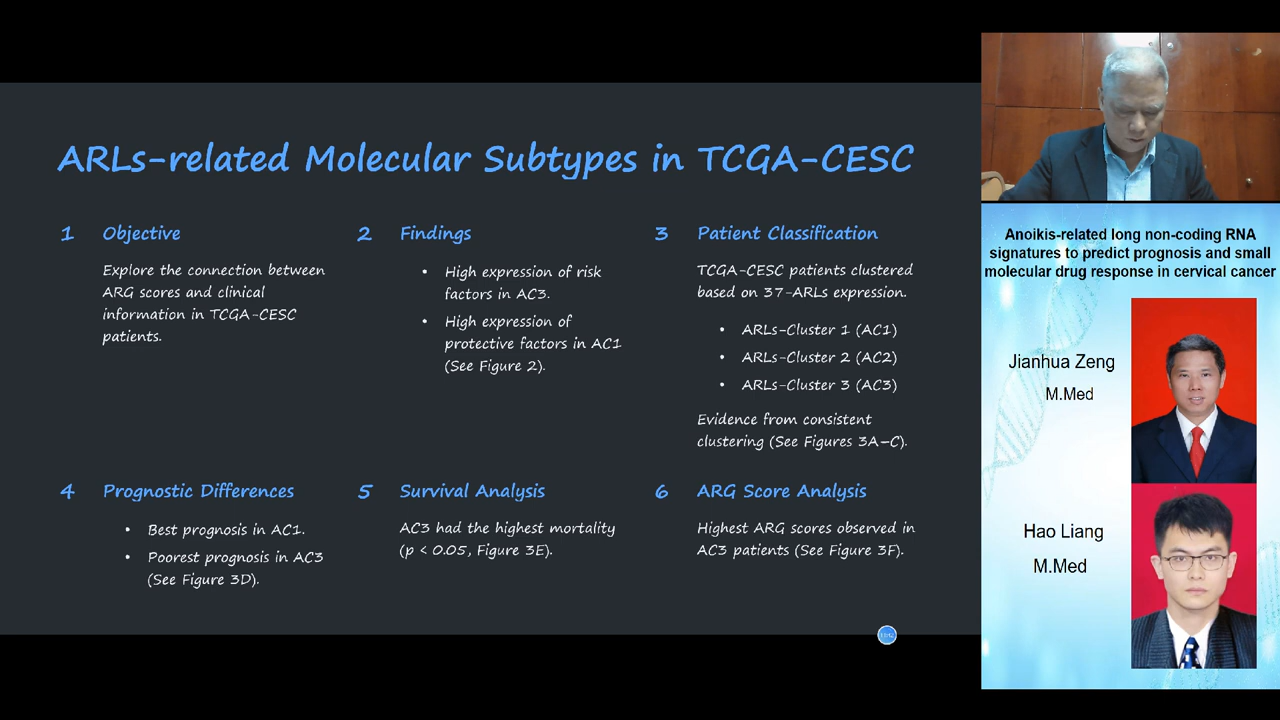 ARLs-related Molecular Subtypes in TCGA-CESC
1 Objective
Explore the connection between
ARG scores and clinical
information in TCGA-CESC
patients.
2 Findings
• High expression of risk
factors in AC3.
• High expression of
protective factors in AC1
(See Figure 2).
3 Patient Classification
TCGA-CESC patients clustered
based on 37-ARLs expression.
• ARLs-Cluster 1 (AC1)
• ARLs-Cluster 2 (AC2)
• ARLs-Cluster 3 (AC3)
Evidence from consistent
clustering (See Figures 3A–C).
4 Prognostic Differences
• Best prognosis in AC1.
• Poorest prognosis in AC3
(See Figure 3D).
5 Survival Analysis
AC3 had the highest mortality
(p < 0.05, Figure 3E).
6 ARG Score Analysis
Highest ARG scores observed in
AC3 patients (See Figure 3F).
Anoikis-related long non-coding RNA
signatures to predict prognosis and small
molecular drug response in cervical cancer
Jianhua Zeng
M.Med
Hao Liang
M.Med